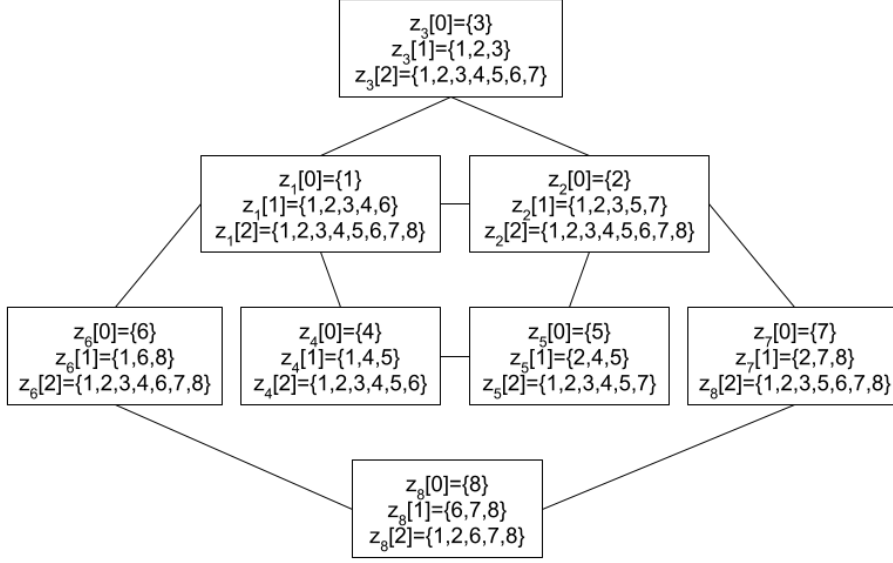 z₃[0]={3}
z₃[1]={1,2,3}
z₃[2]={1,2,3,4,5,6,7}
z₁[0]={1}
z₁[1]={1,2,3,4,6}
z₁[2]={1,2,3,4,5,6,7,8}
z₂[0]={2}
z₂[1]={1,2,3,5,7}
z₂[2]={1,2,3,4,5,6,7,8}
z₆[0]={6}
z₆[1]={1,6,8}
z₆[2]={1,2,3,4,6,7,8}
z₄[0]={4}
z₄[1]={1,4,5}
z₄[2]={1,2,3,4,5,6}
z₅[0]={5}
z₅[1]={2,4,5}
z₅[2]={1,2,3,4,5,7}
z₇[0]={7}
z₇[1]={2,7,8}
z₈[2]={1,2,3,5,6,7,8}
z₈[0]={8}
z₈[1]={6,7,8}
z₈[2]={1,2,6,7,8}